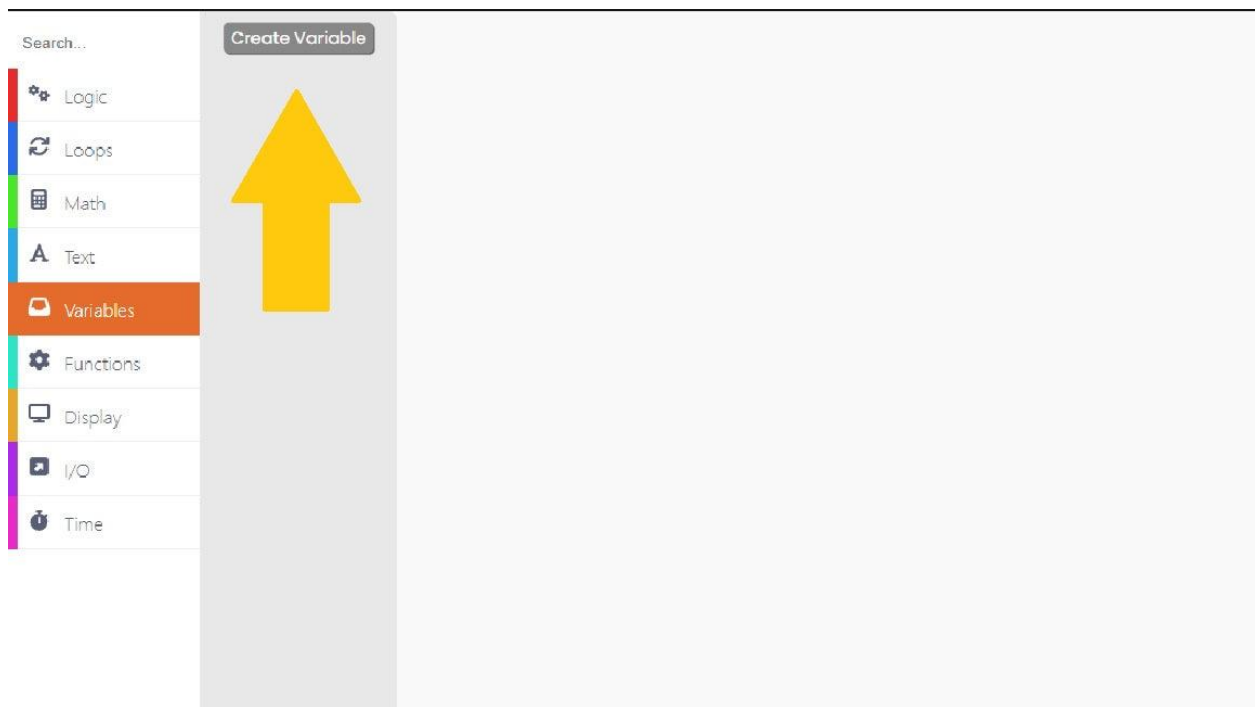 Search...
Create Variable
Logic
Loops
Math
Text
Variables
Functions
Display
I/O
Time